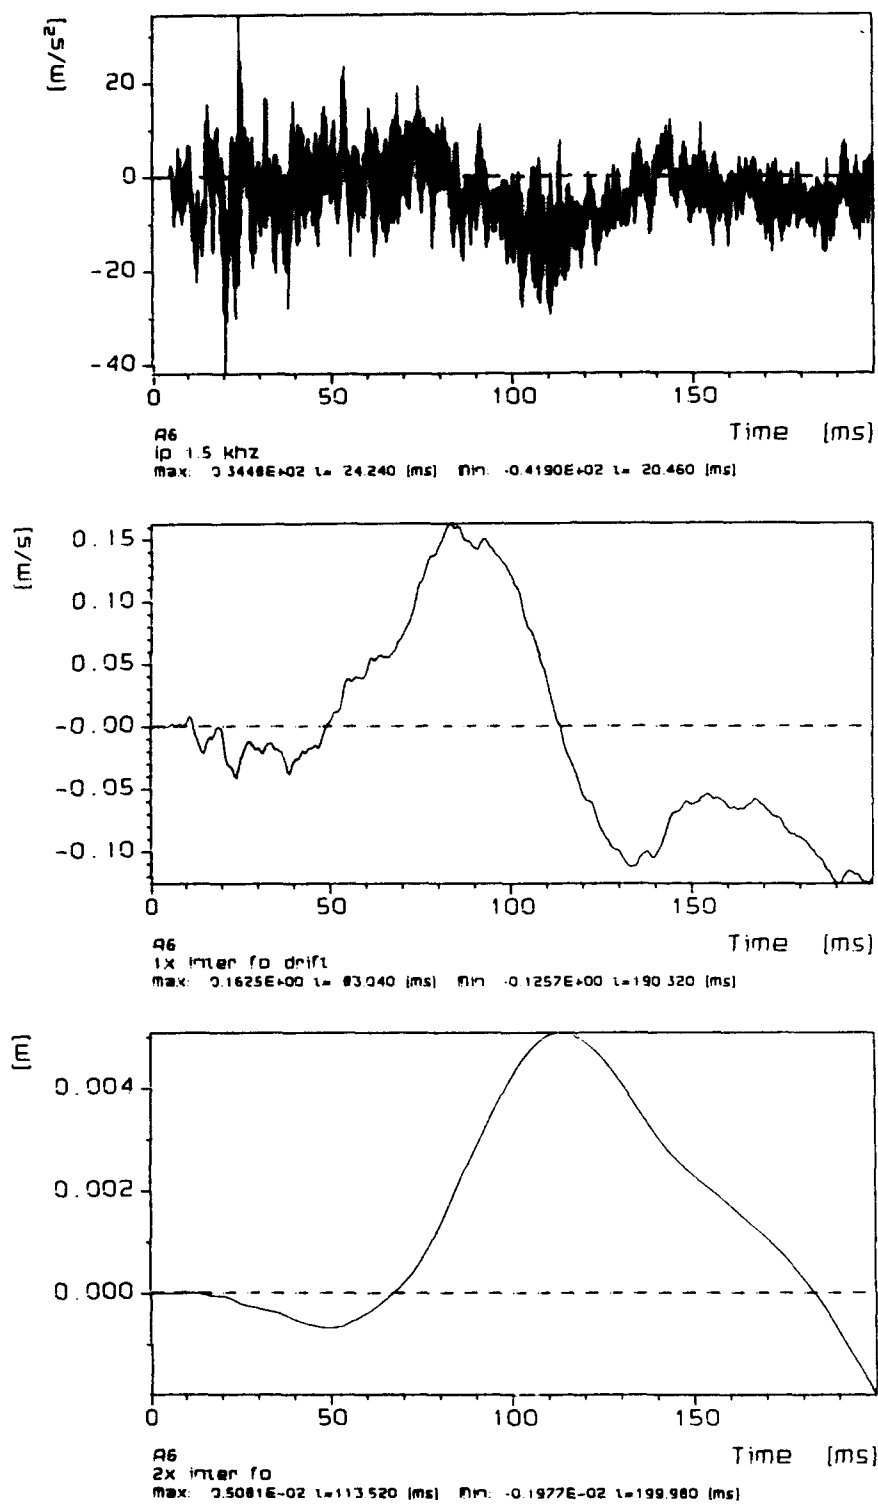 [m/s²]
20
0
-20
-40
0
50
100
150
Time [ms]
A6
lp 1.5 khz
Max: 0.3448E+02 t= 24.240 [ms] Min: -0.4190E+02 t= 20.460 [ms]
[m/s]
0.15
0.10
0.05
-0.00
-0.05
-0.10
0
50
100
150
Time [ms]
A6
1x inter fo drift
Max: 0.1625E+00 t= 83.040 [ms] Min: -0.1257E+00 t=190.320 [ms]
[m]
0.004
0.002
0.000
0
50
100
150
Time [ms]
A6
2x inter fo
Max: 0.5081E-02 t=113.520 [ms] Min: -0.1977E-02 t=199.980 [ms]